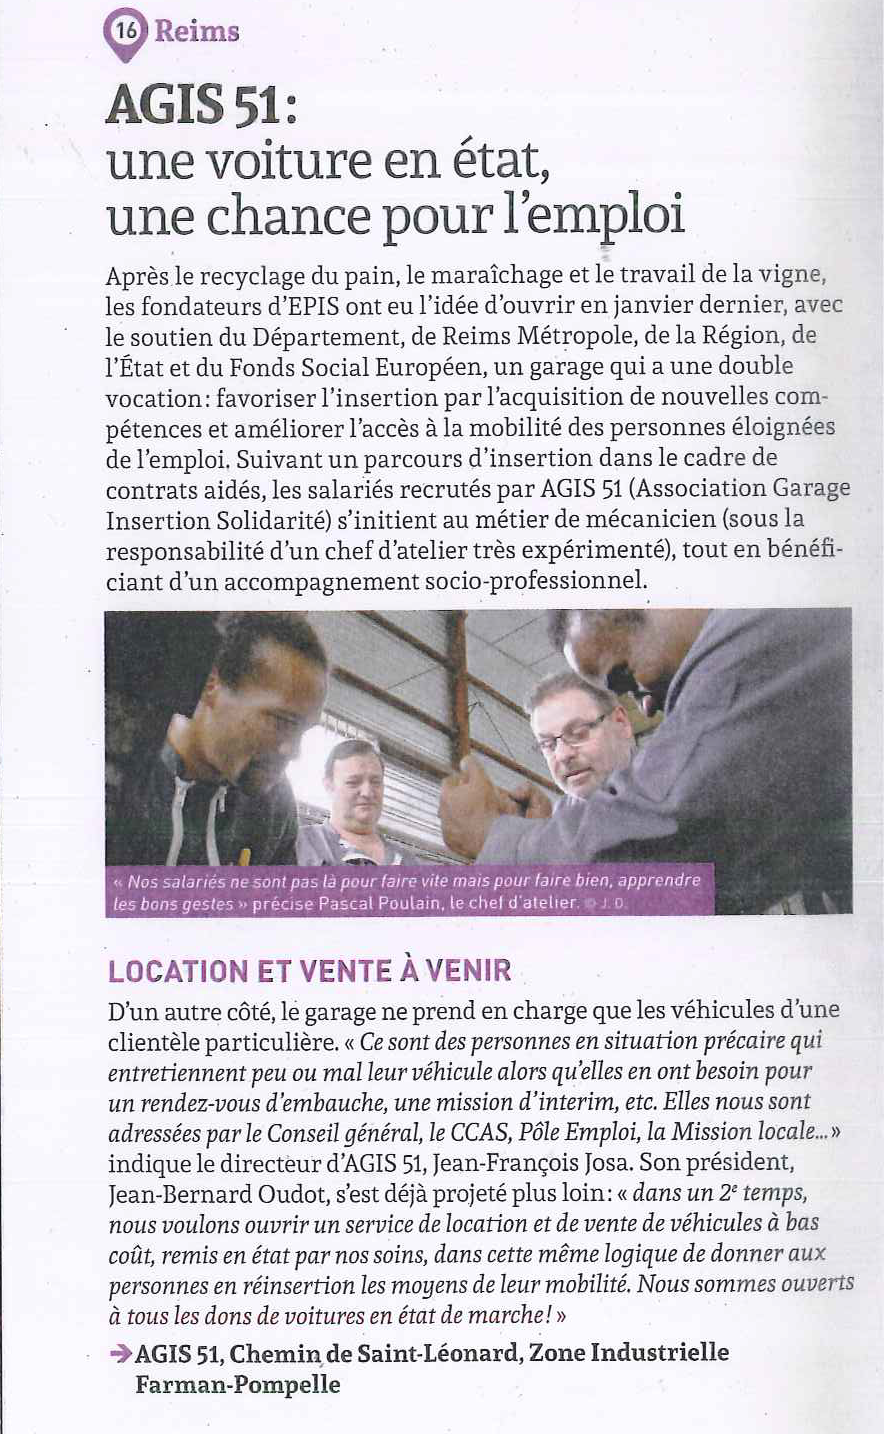 16 Reims
AGIS 51 :
une voiture en état,
une chance pour l'emploi
Après le recyclage du pain, le maraîchage et le travail de la vigne,
les fondateurs d'EPIS ont eu l'idée d'ouvrir en janvier dernier, avec
le soutien du Département, de Reims Métropole, de la Région, de
l'État et du Fonds Social Européen, un garage qui a une double
vocation : favoriser l'insertion par l'acquisition de nouvelles com-
pétences et améliorer l'accès à la mobilité des personnes éloignées
de l'emploi. Suivant un parcours d'insertion dans le cadre de
contrats aidés, les salariés recrutés par AGIS 51 (Association Garage
Insertion Solidarité) s'initient au métier de mécanicien (sous la
responsabilité d'un chef d'atelier très expérimenté), tout en bénéfi-
ciant d'un accompagnement socio-professionnel.
« Nos salariés ne sont pas là pour faire vite mais pour faire bien, apprendre
les bons gestes » précise Pascal Poulain, le chef d'atelier. © J. D.
LOCATION ET VENTE À VENIR
D'un autre côté, le garage ne prend en charge que les véhicules d'une
clientèle particulière. « Ce sont des personnes en situation précaire qui
entretiennent peu ou mal leur véhicule alors qu'elles en ont besoin pour
un rendez-vous d'embauche, une mission d'interim, etc. Elles nous sont
adressées par le Conseil général, le CCAS, Pôle Emploi, la Mission locale... »
indique le directeur d'AGIS 51, Jean-François Josa. Son président,
Jean-Bernard Oudot, s'est déjà projeté plus loin : « dans un 2e temps,
nous voulons ouvrir un service de location et de vente de véhicules à bas
coût, remis en état par nos soins, dans cette même logique de donner aux
personnes en réinsertion les moyens de leur mobilité. Nous sommes ouverts
à tous les dons de voitures en état de marche ! »
→ AGIS 51, Chemin de Saint-Léonard, Zone Industrielle
Farman-Pompelle